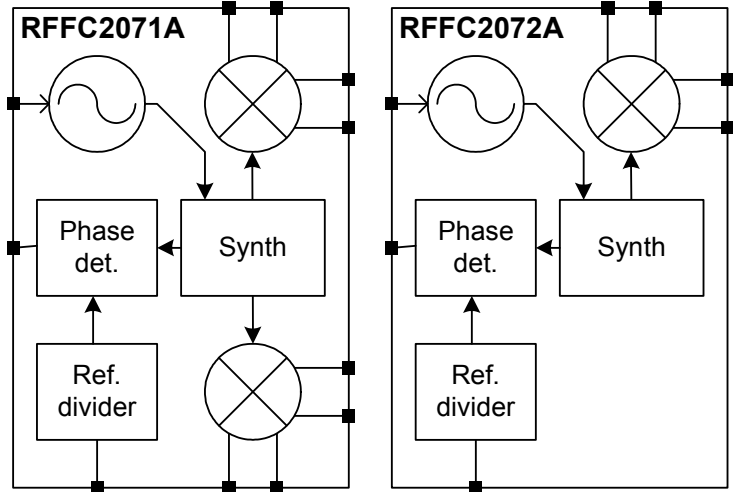 RFFC2071A
Phase
det.
Synth
Ref.
divider
RFFC2072A
Phase
det.
Synth
Ref.
divider